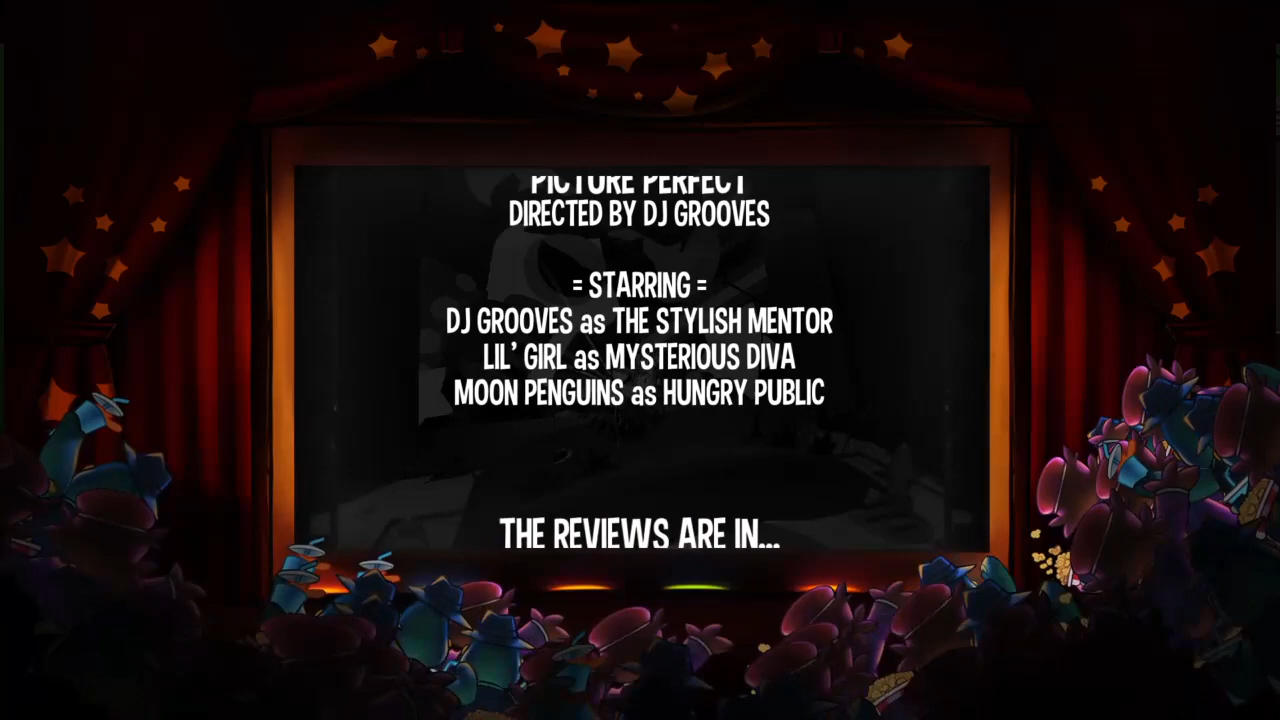 PICTURE PERFECT
DIRECTED BY DJ GROOVES
= STARRING =
DJ GROOVES as THE STYLISH MENTOR
LIL' GIRL as MYSTERIOUS DIVA
MOON PENGUINS as HUNGRY PUBLIC
THE REVIEWS ARE IN...